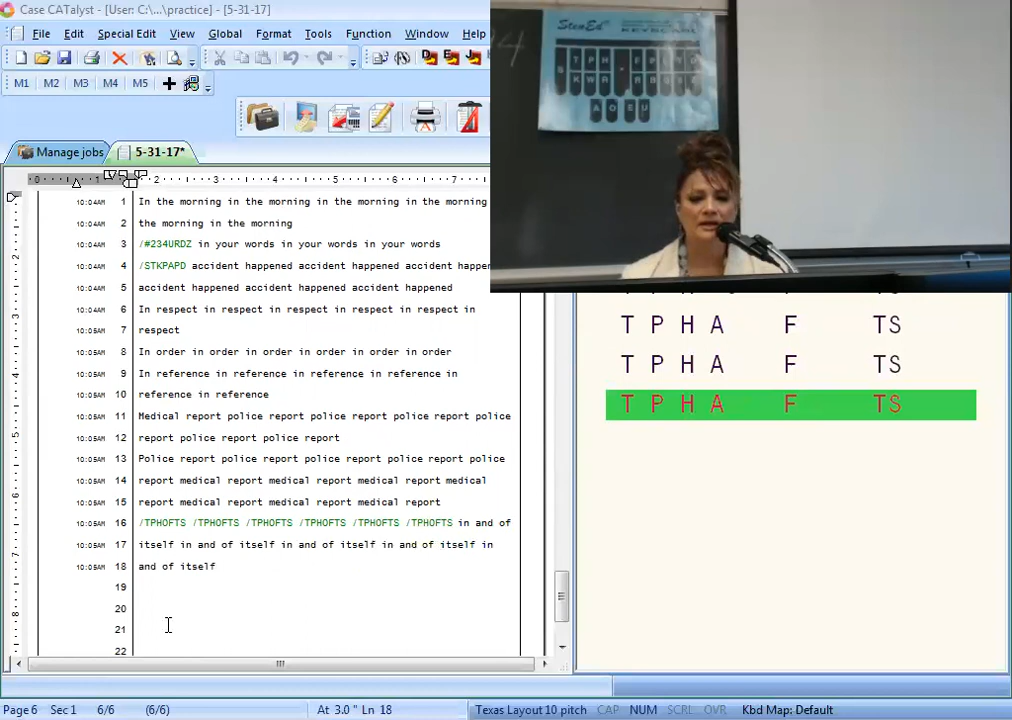 Case CATalyst - [User: C:\...\practice] - [5-31-17]
File Edit Special Edit View Global Format Tools Function Window Help
M1 M2 M3 M4 M5
Manage jobs 5-31-17*
10:04AM 1 In the morning in the morning in the morning in the morning
10:04AM 2 the morning in the morning
10:04AM 3 /#234URDZ in your words in your words in your words
10:04AM 4 /STKPAPD accident happened accident happened accident happen
10:04AM 5 accident happened accident happened accident happened
10:04AM 6 In respect in respect in respect in respect in respect in
10:05AM 7 respect
10:05AM 8 In order in order in order in order in order in order
10:05AM 9 In reference in reference in reference in reference in
10:05AM 10 reference in reference
10:05AM 11 Medical report police report police report police report police
10:05AM 12 report police report police report
10:05AM 13 Police report police report police report police report police
10:05AM 14 report medical report medical report medical report medical
10:05AM 15 report medical report medical report medical report
10:05AM 16 /TPHOFTS /TPHOFTS /TPHOFTS /TPHOFTS /TPHOFTS /TPHOFTS in and of
10:05AM 17 itself in and of itself in and of itself in and of itself in
10:05AM 18 and of itself
19
20
21
22
StenEd
KEYBOARD
T P H F P L T D
S K W R R B G S Z
A O E U
T P H A F TS
T P H A F TS
T P H A F TS
Page 6 Sec 1 6/6 (6/6) At 3.0" Ln 18 Texas Layout 10 pitch CAP NUM SCRL OVR Kbd Map: Default